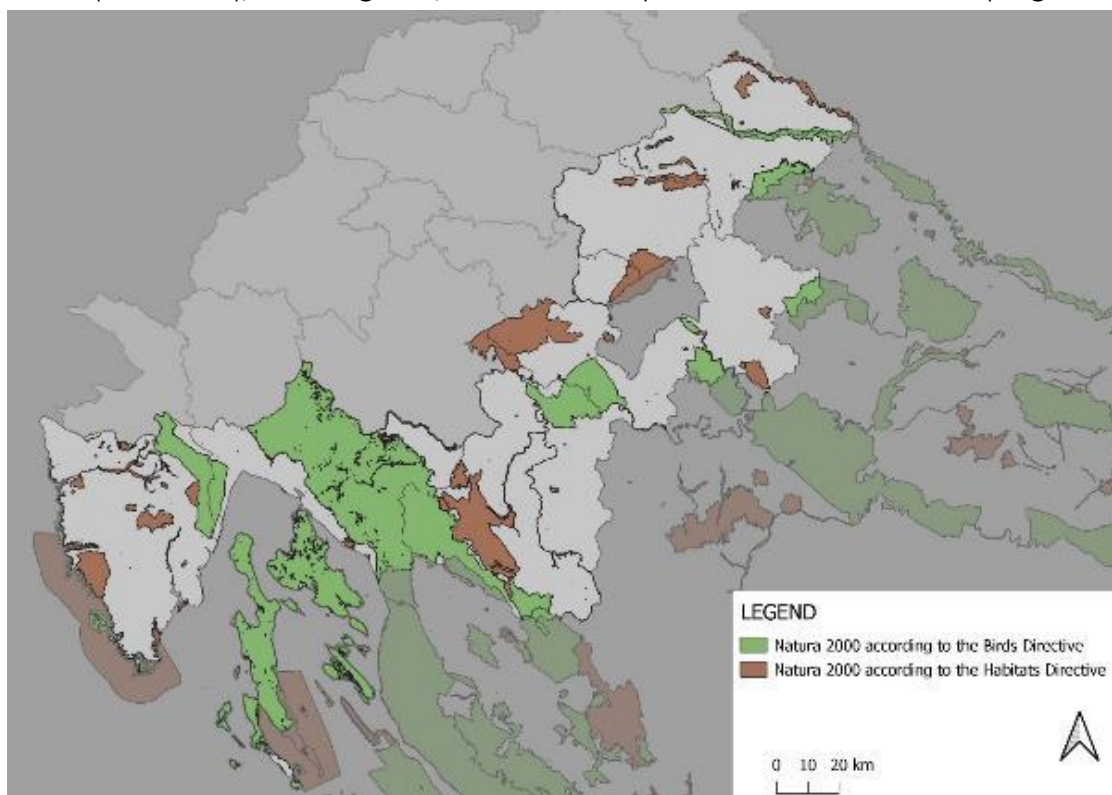 LEGEND
Natura 2000 according to the Birds Directive
Natura 2000 according to the Habitats Directive
0 10 20 km